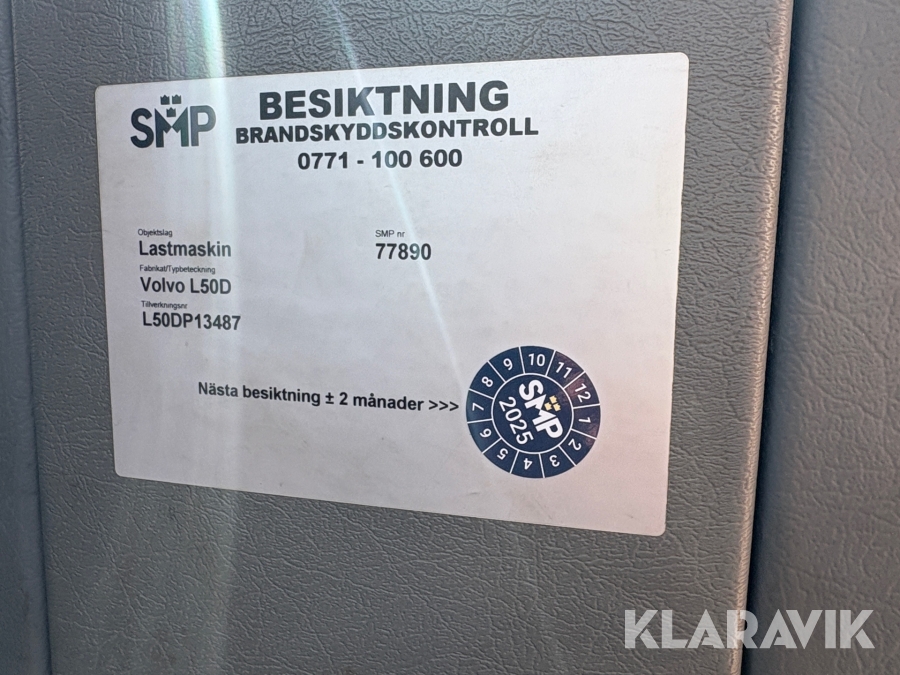 SMP
BESIKTNING
BRANDSKYDDSKONTROLL
0771 - 100 600
Objektslag
Lastmaskin
SMP nr
77890
Fabrikat/Typbeteckning
Volvo L50D
Tillverkningsnr
L50DP13487
Nästa besiktning ± 2 månader >>>
1 2 3 4 5 6 7 8 9 10 11 12
SMP
2025
KLARAVIK